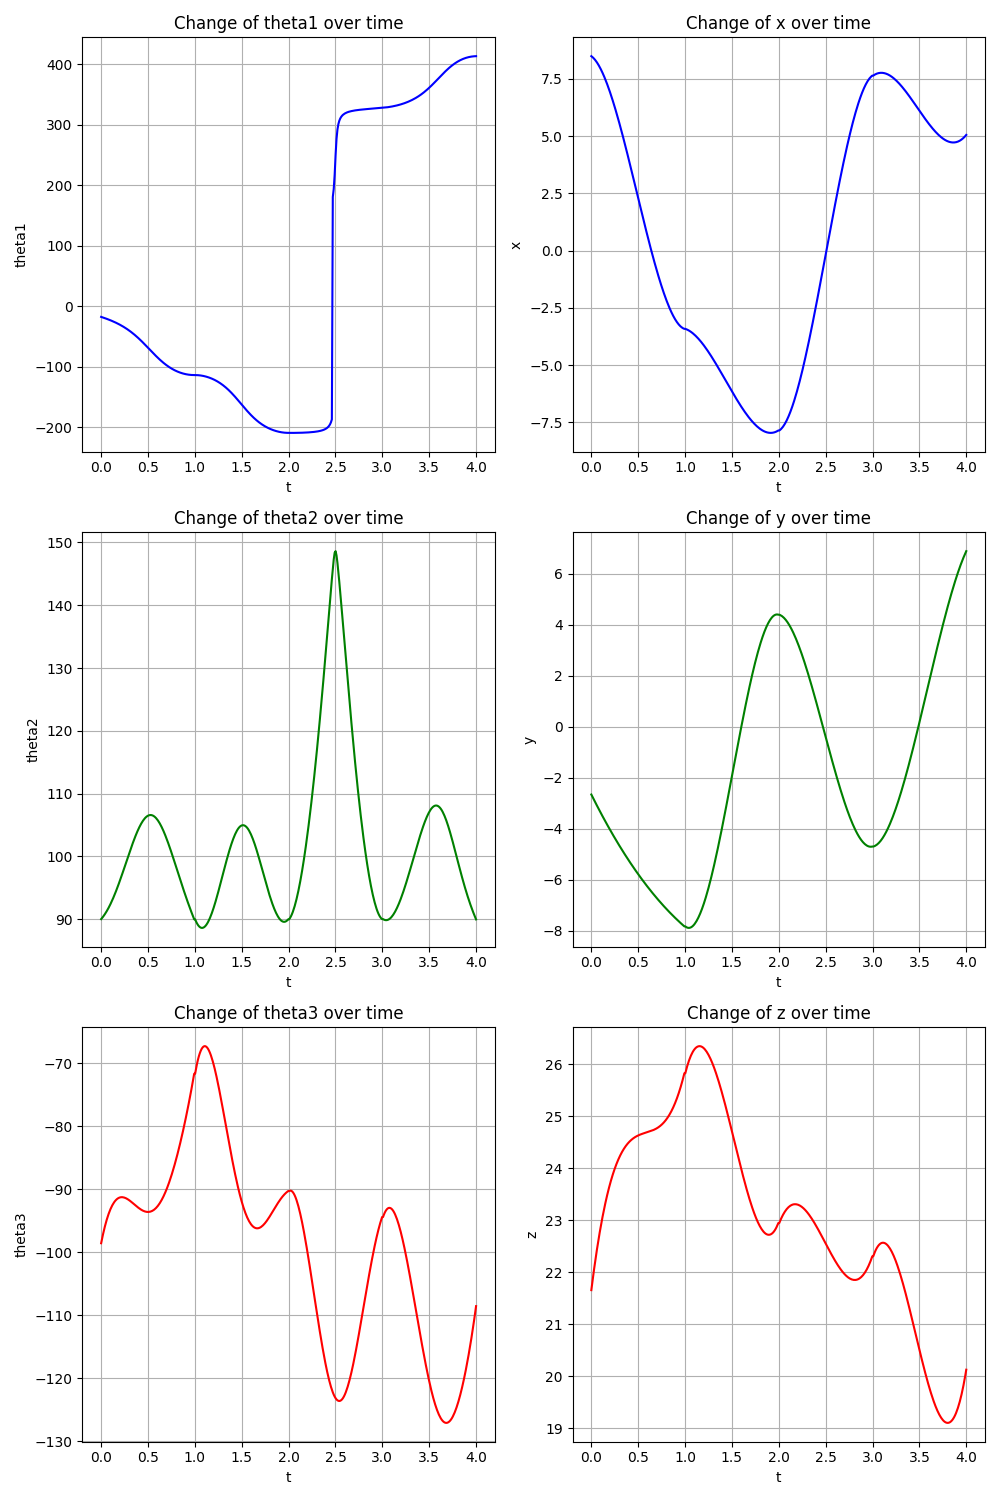 Change of theta1 over time
theta1
400
300
200
100
0
−100
−200
0.0 0.5 1.0 1.5 2.0 2.5 3.0 3.5 4.0
t
Change of x over time
x
7.5
5.0
2.5
0.0
−2.5
−5.0
−7.5
0.0 0.5 1.0 1.5 2.0 2.5 3.0 3.5 4.0
t
Change of theta2 over time
theta2
150
140
130
120
110
100
90
0.0 0.5 1.0 1.5 2.0 2.5 3.0 3.5 4.0
t
Change of y over time
y
6
4
2
0
−2
−4
−6
−8
0.0 0.5 1.0 1.5 2.0 2.5 3.0 3.5 4.0
t
Change of theta3 over time
theta3
−70
−80
−90
−100
−110
−120
−130
0.0 0.5 1.0 1.5 2.0 2.5 3.0 3.5 4.0
t
Change of z over time
z
26
25
24
23
22
21
20
19
0.0 0.5 1.0 1.5 2.0 2.5 3.0 3.5 4.0
t